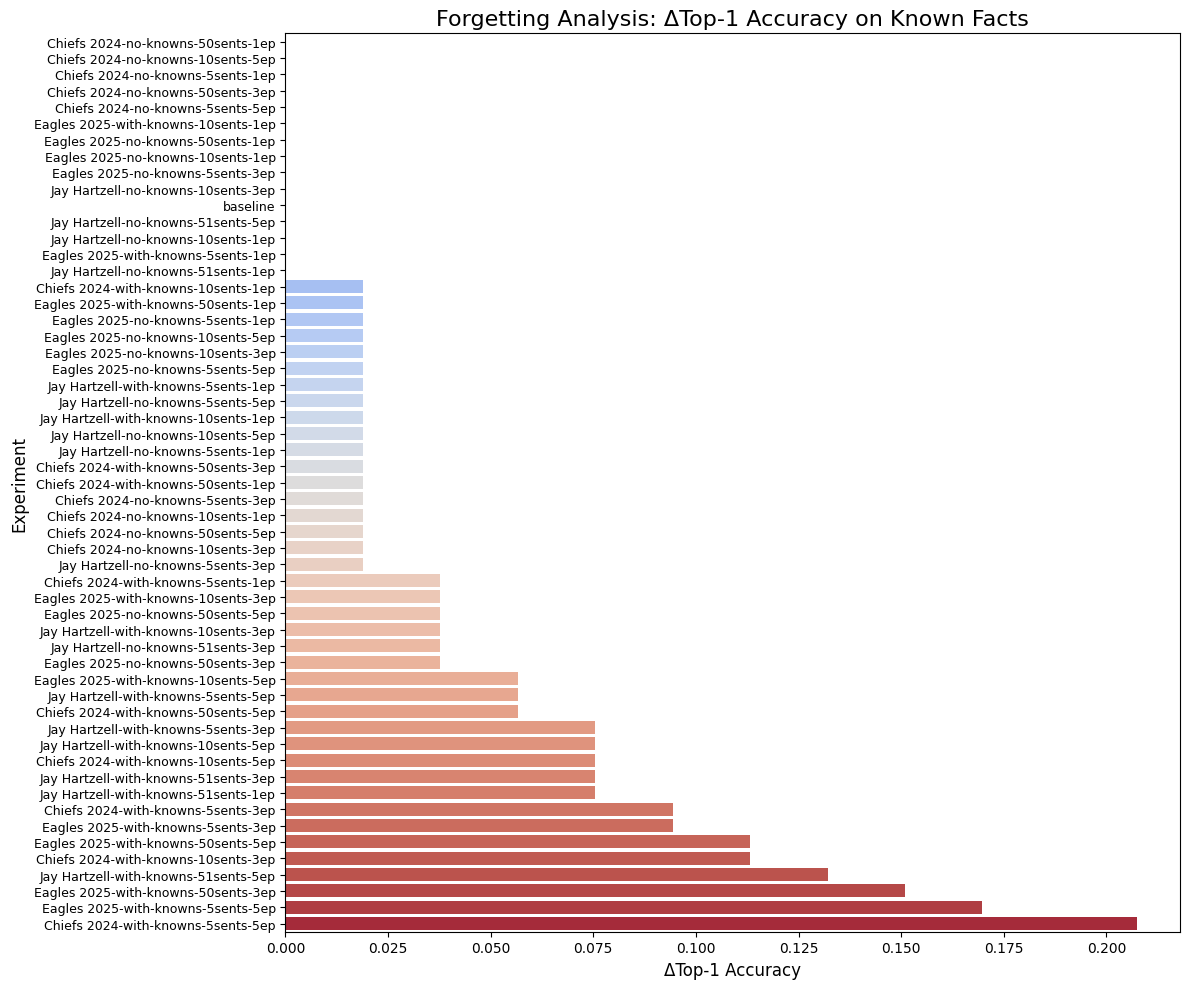 Forgetting Analysis: ΔTop-1 Accuracy on Known Facts
Chiefs 2024-no-knowns-50sents-1ep
Chiefs 2024-no-knowns-10sents-5ep
Chiefs 2024-no-knowns-5sents-1ep
Chiefs 2024-no-knowns-50sents-3ep
Chiefs 2024-no-knowns-5sents-5ep
Eagles 2025-with-knowns-10sents-1ep
Eagles 2025-no-knowns-50sents-1ep
Eagles 2025-no-knowns-10sents-1ep
Eagles 2025-no-knowns-5sents-3ep
Jay Hartzell-no-knowns-10sents-3ep
baseline
Jay Hartzell-no-knowns-51sents-5ep
Jay Hartzell-no-knowns-10sents-1ep
Eagles 2025-with-knowns-5sents-1ep
Jay Hartzell-no-knowns-51sents-1ep
Chiefs 2024-with-knowns-10sents-1ep
Eagles 2025-with-knowns-50sents-1ep
Eagles 2025-no-knowns-5sents-1ep
Eagles 2025-no-knowns-10sents-5ep
Eagles 2025-no-knowns-10sents-3ep
Eagles 2025-no-knowns-5sents-5ep
Jay Hartzell-with-knowns-5sents-1ep
Jay Hartzell-no-knowns-5sents-5ep
Jay Hartzell-with-knowns-10sents-1ep
Jay Hartzell-no-knowns-10sents-5ep
Jay Hartzell-no-knowns-5sents-1ep
Chiefs 2024-with-knowns-50sents-3ep
Chiefs 2024-with-knowns-50sents-1ep
Chiefs 2024-no-knowns-5sents-3ep
Chiefs 2024-no-knowns-10sents-1ep
Chiefs 2024-no-knowns-50sents-5ep
Chiefs 2024-no-knowns-10sents-3ep
Jay Hartzell-no-knowns-5sents-3ep
Chiefs 2024-with-knowns-5sents-1ep
Eagles 2025-with-knowns-10sents-3ep
Eagles 2025-no-knowns-50sents-5ep
Jay Hartzell-with-knowns-10sents-3ep
Jay Hartzell-no-knowns-51sents-3ep
Eagles 2025-no-knowns-50sents-3ep
Eagles 2025-with-knowns-10sents-5ep
Jay Hartzell-with-knowns-5sents-5ep
Chiefs 2024-with-knowns-50sents-5ep
Jay Hartzell-with-knowns-5sents-3ep
Jay Hartzell-with-knowns-10sents-5ep
Chiefs 2024-with-knowns-10sents-5ep
Jay Hartzell-with-knowns-51sents-3ep
Jay Hartzell-with-knowns-51sents-1ep
Chiefs 2024-with-knowns-5sents-3ep
Eagles 2025-with-knowns-5sents-3ep
Eagles 2025-with-knowns-50sents-5ep
Chiefs 2024-with-knowns-10sents-3ep
Jay Hartzell-with-knowns-51sents-5ep
Eagles 2025-with-knowns-50sents-3ep
Eagles 2025-with-knowns-5sents-5ep
Chiefs 2024-with-knowns-5sents-5ep
Experiment
0.000 0.025 0.050 0.075 0.100 0.125 0.150 0.175 0.200
ΔTop-1 Accuracy